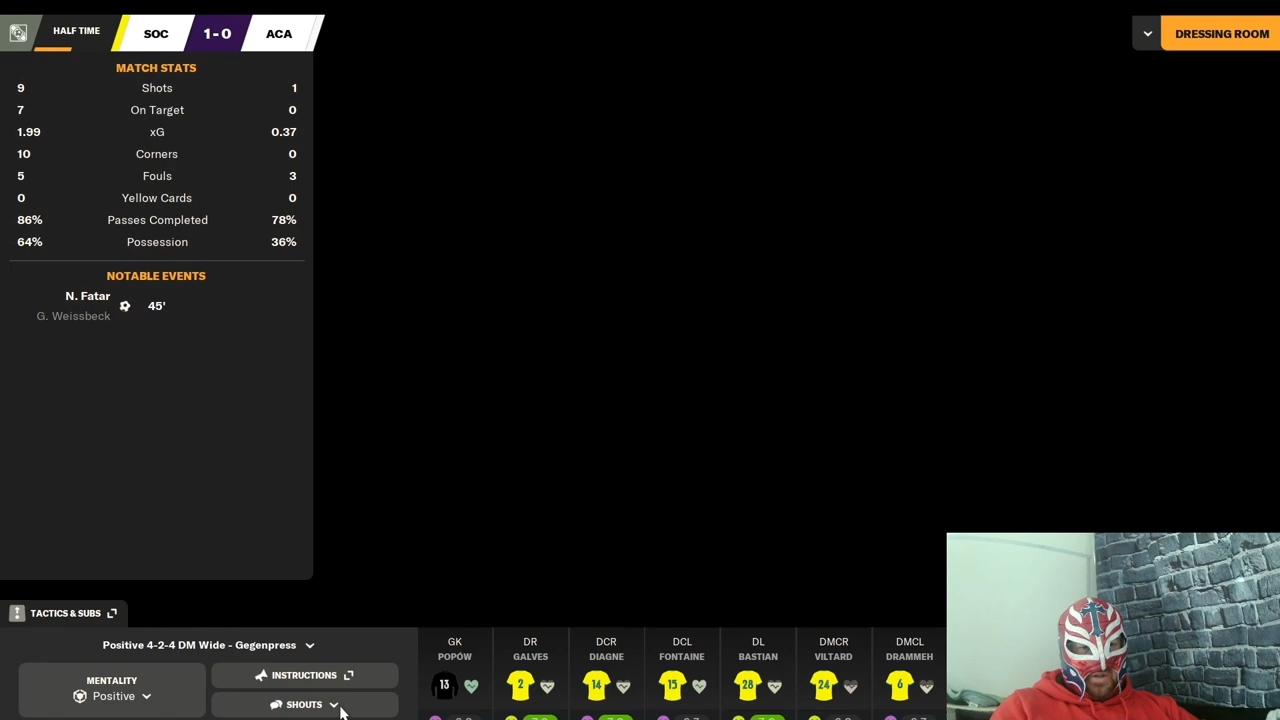 HALF TIME SOC 1 - 0 ACA
DRESSING ROOM
MATCH STATS
9 Shots 1
7 On Target 0
1.99 xG 0.37
10 Corners 0
5 Fouls 3
0 Yellow Cards 0
86% Passes Completed 78%
64% Possession 36%
NOTABLE EVENTS
N. Fatar 45'
G. Weissbeck
TACTICS & SUBS
Positive 4-2-4 DM Wide - Gegenpress
MENTALITY
Positive
INSTRUCTIONS
SHOUTS
GK DR DCR DCL DL DMCR DMCL
POPÓW GALVES DIAGNE FONTAINE BASTIAN VILTARD DRAMMEH
13 2 14 15 28 24 6